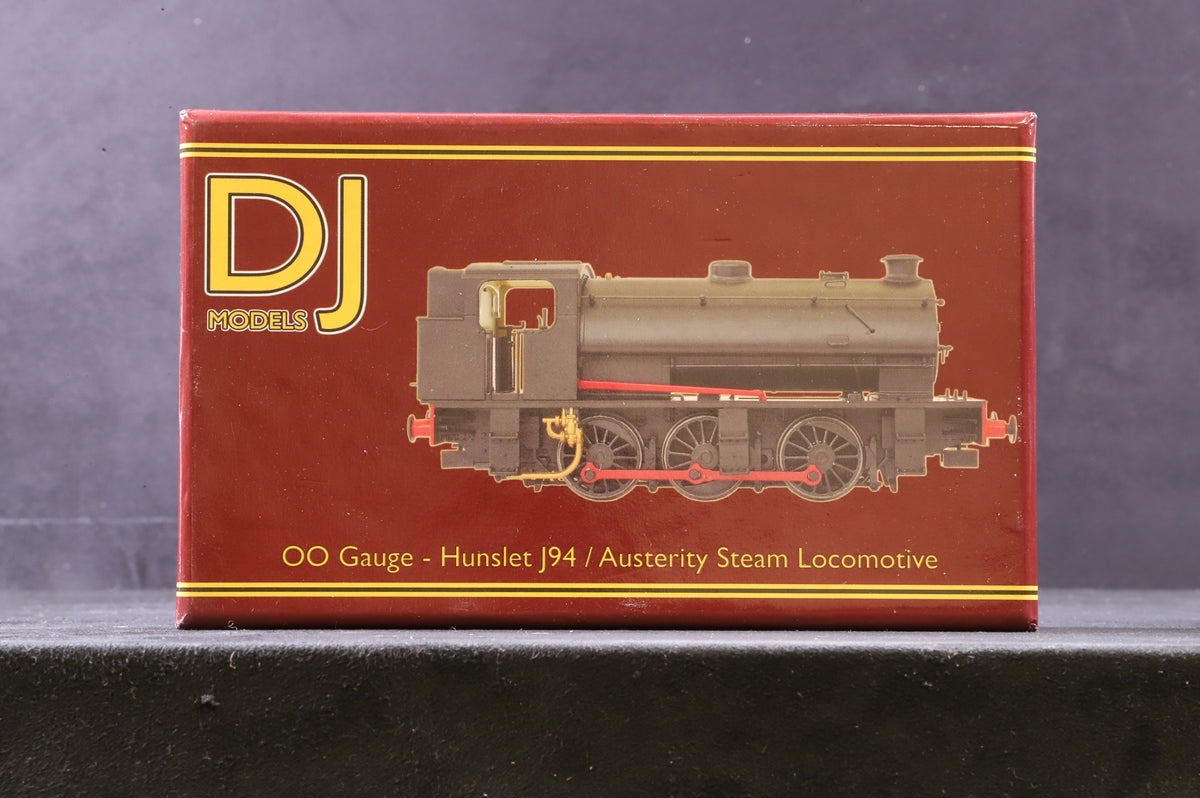 DJ
MODELS
OO Gauge - Hunslet J94 / Austerity Steam Locomotive